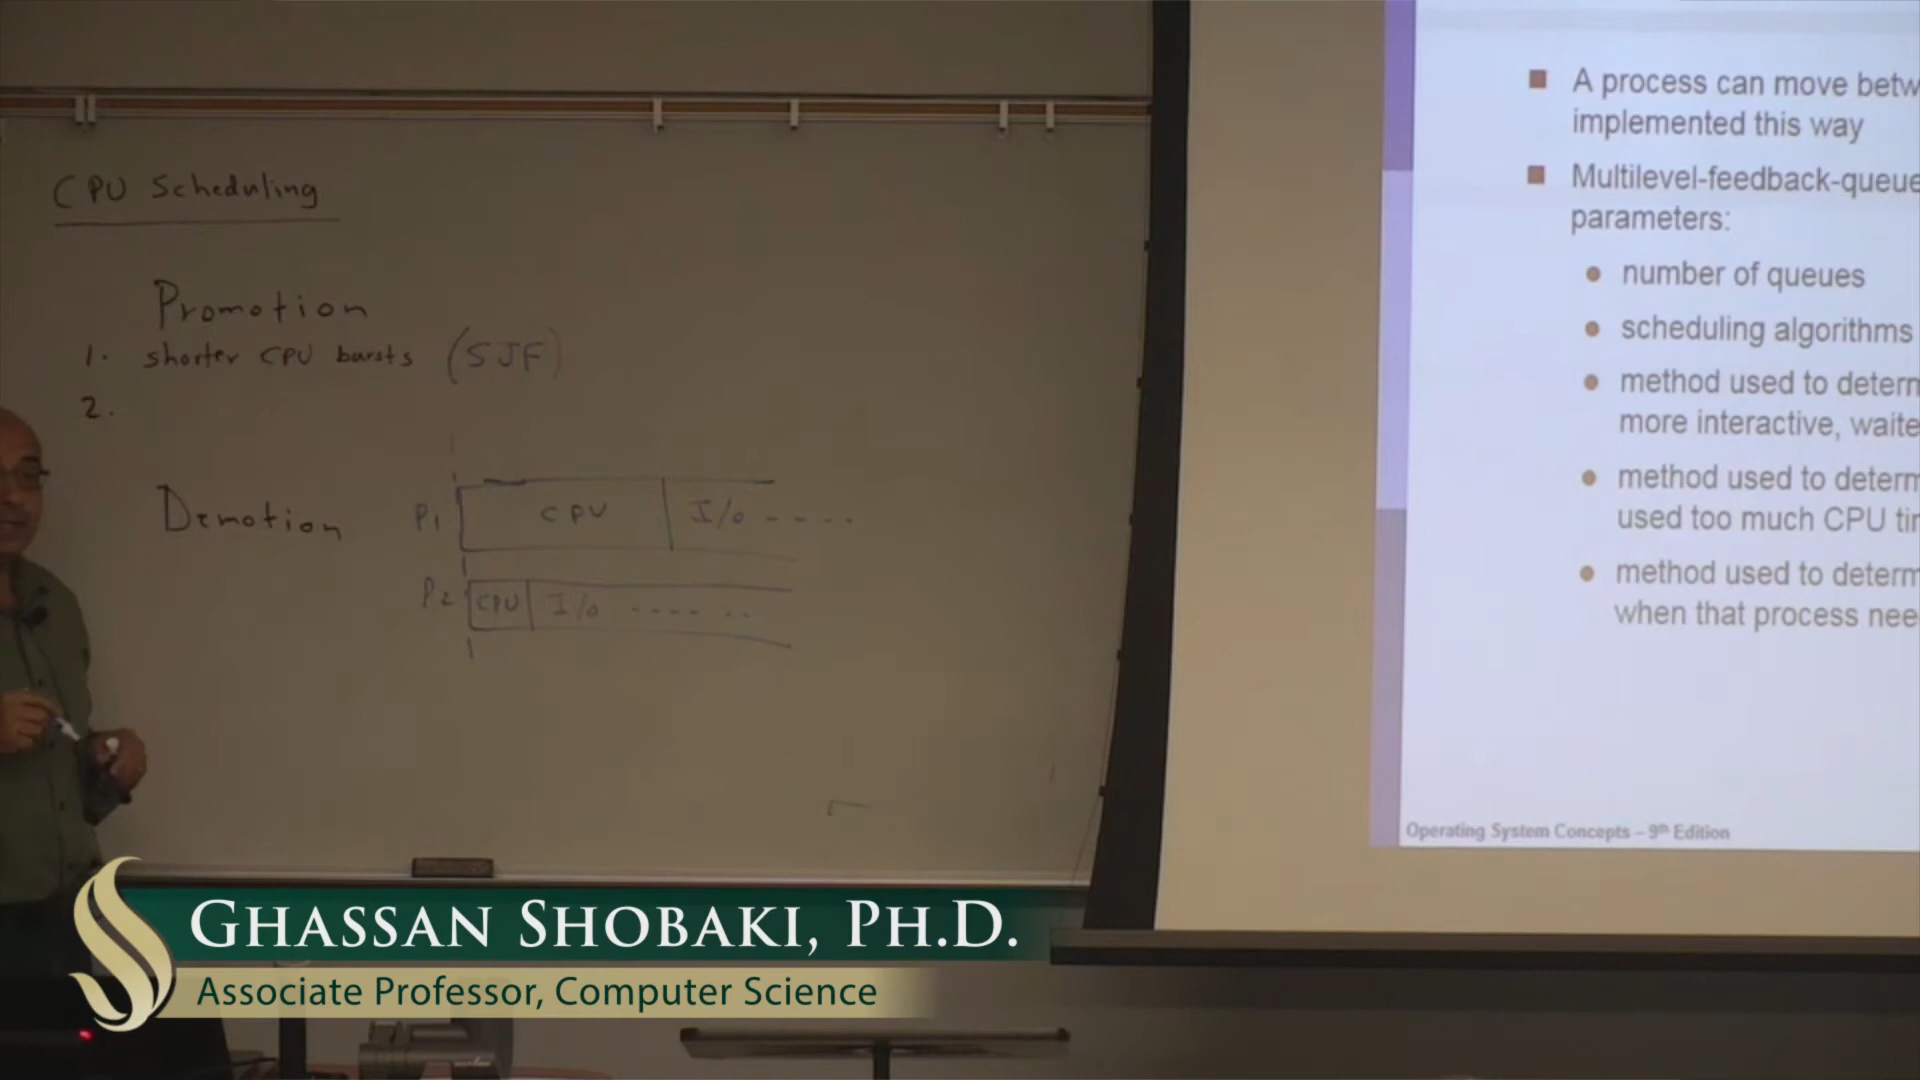 CPU Scheduling
Promotion
1. shorter CPU bursts (SJF)
2.
Demotion
P1 CPU I/O ----
P2 CPU I/O ---- --
A process can move betw
implemented this way
Multilevel-feedback-queue
parameters:
number of queues
scheduling algorithms
method used to determ
more interactive, waite
method used to determ
used too much CPU tim
method used to determ
when that process nee
Operating System Concepts – 9th Edition
GHASSAN SHOBAKI, PH.D.
Associate Professor, Computer Science